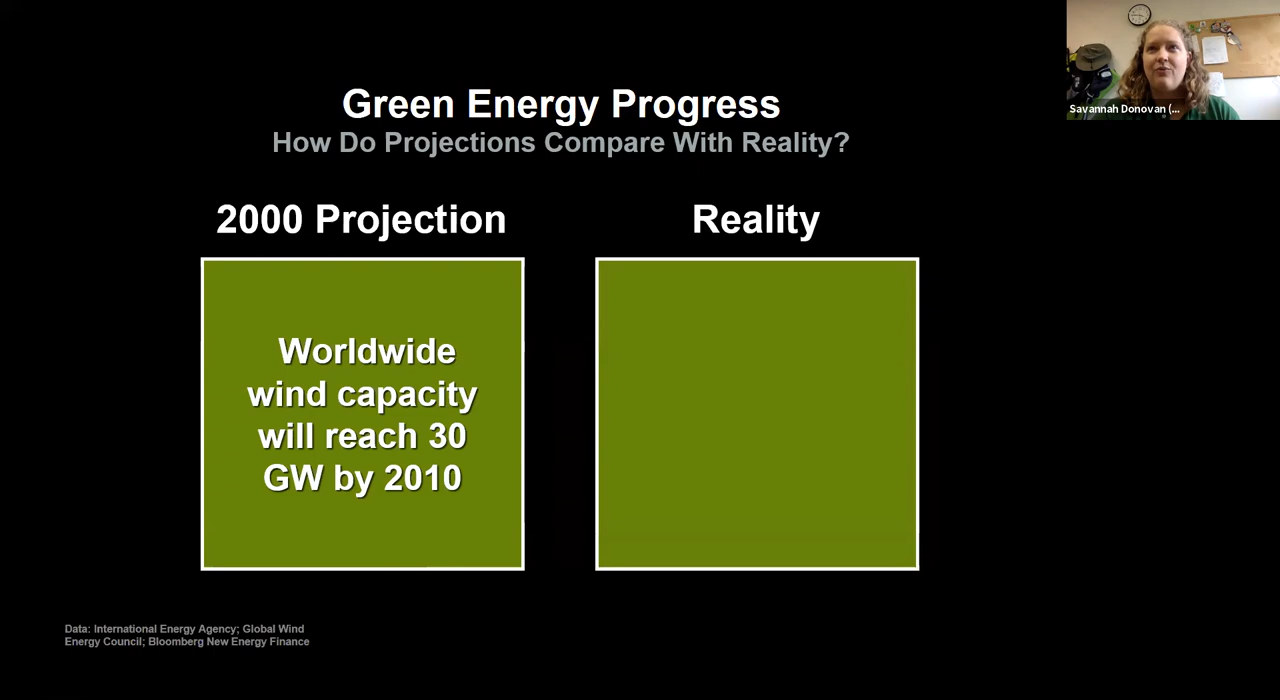 Green Energy Progress
How Do Projections Compare With Reality?
2000 Projection
Reality
Worldwide
wind capacity
will reach 30
GW by 2010
Data: International Energy Agency; Global Wind
Energy Council; Bloomberg New Energy Finance
Savannah Donovan (...